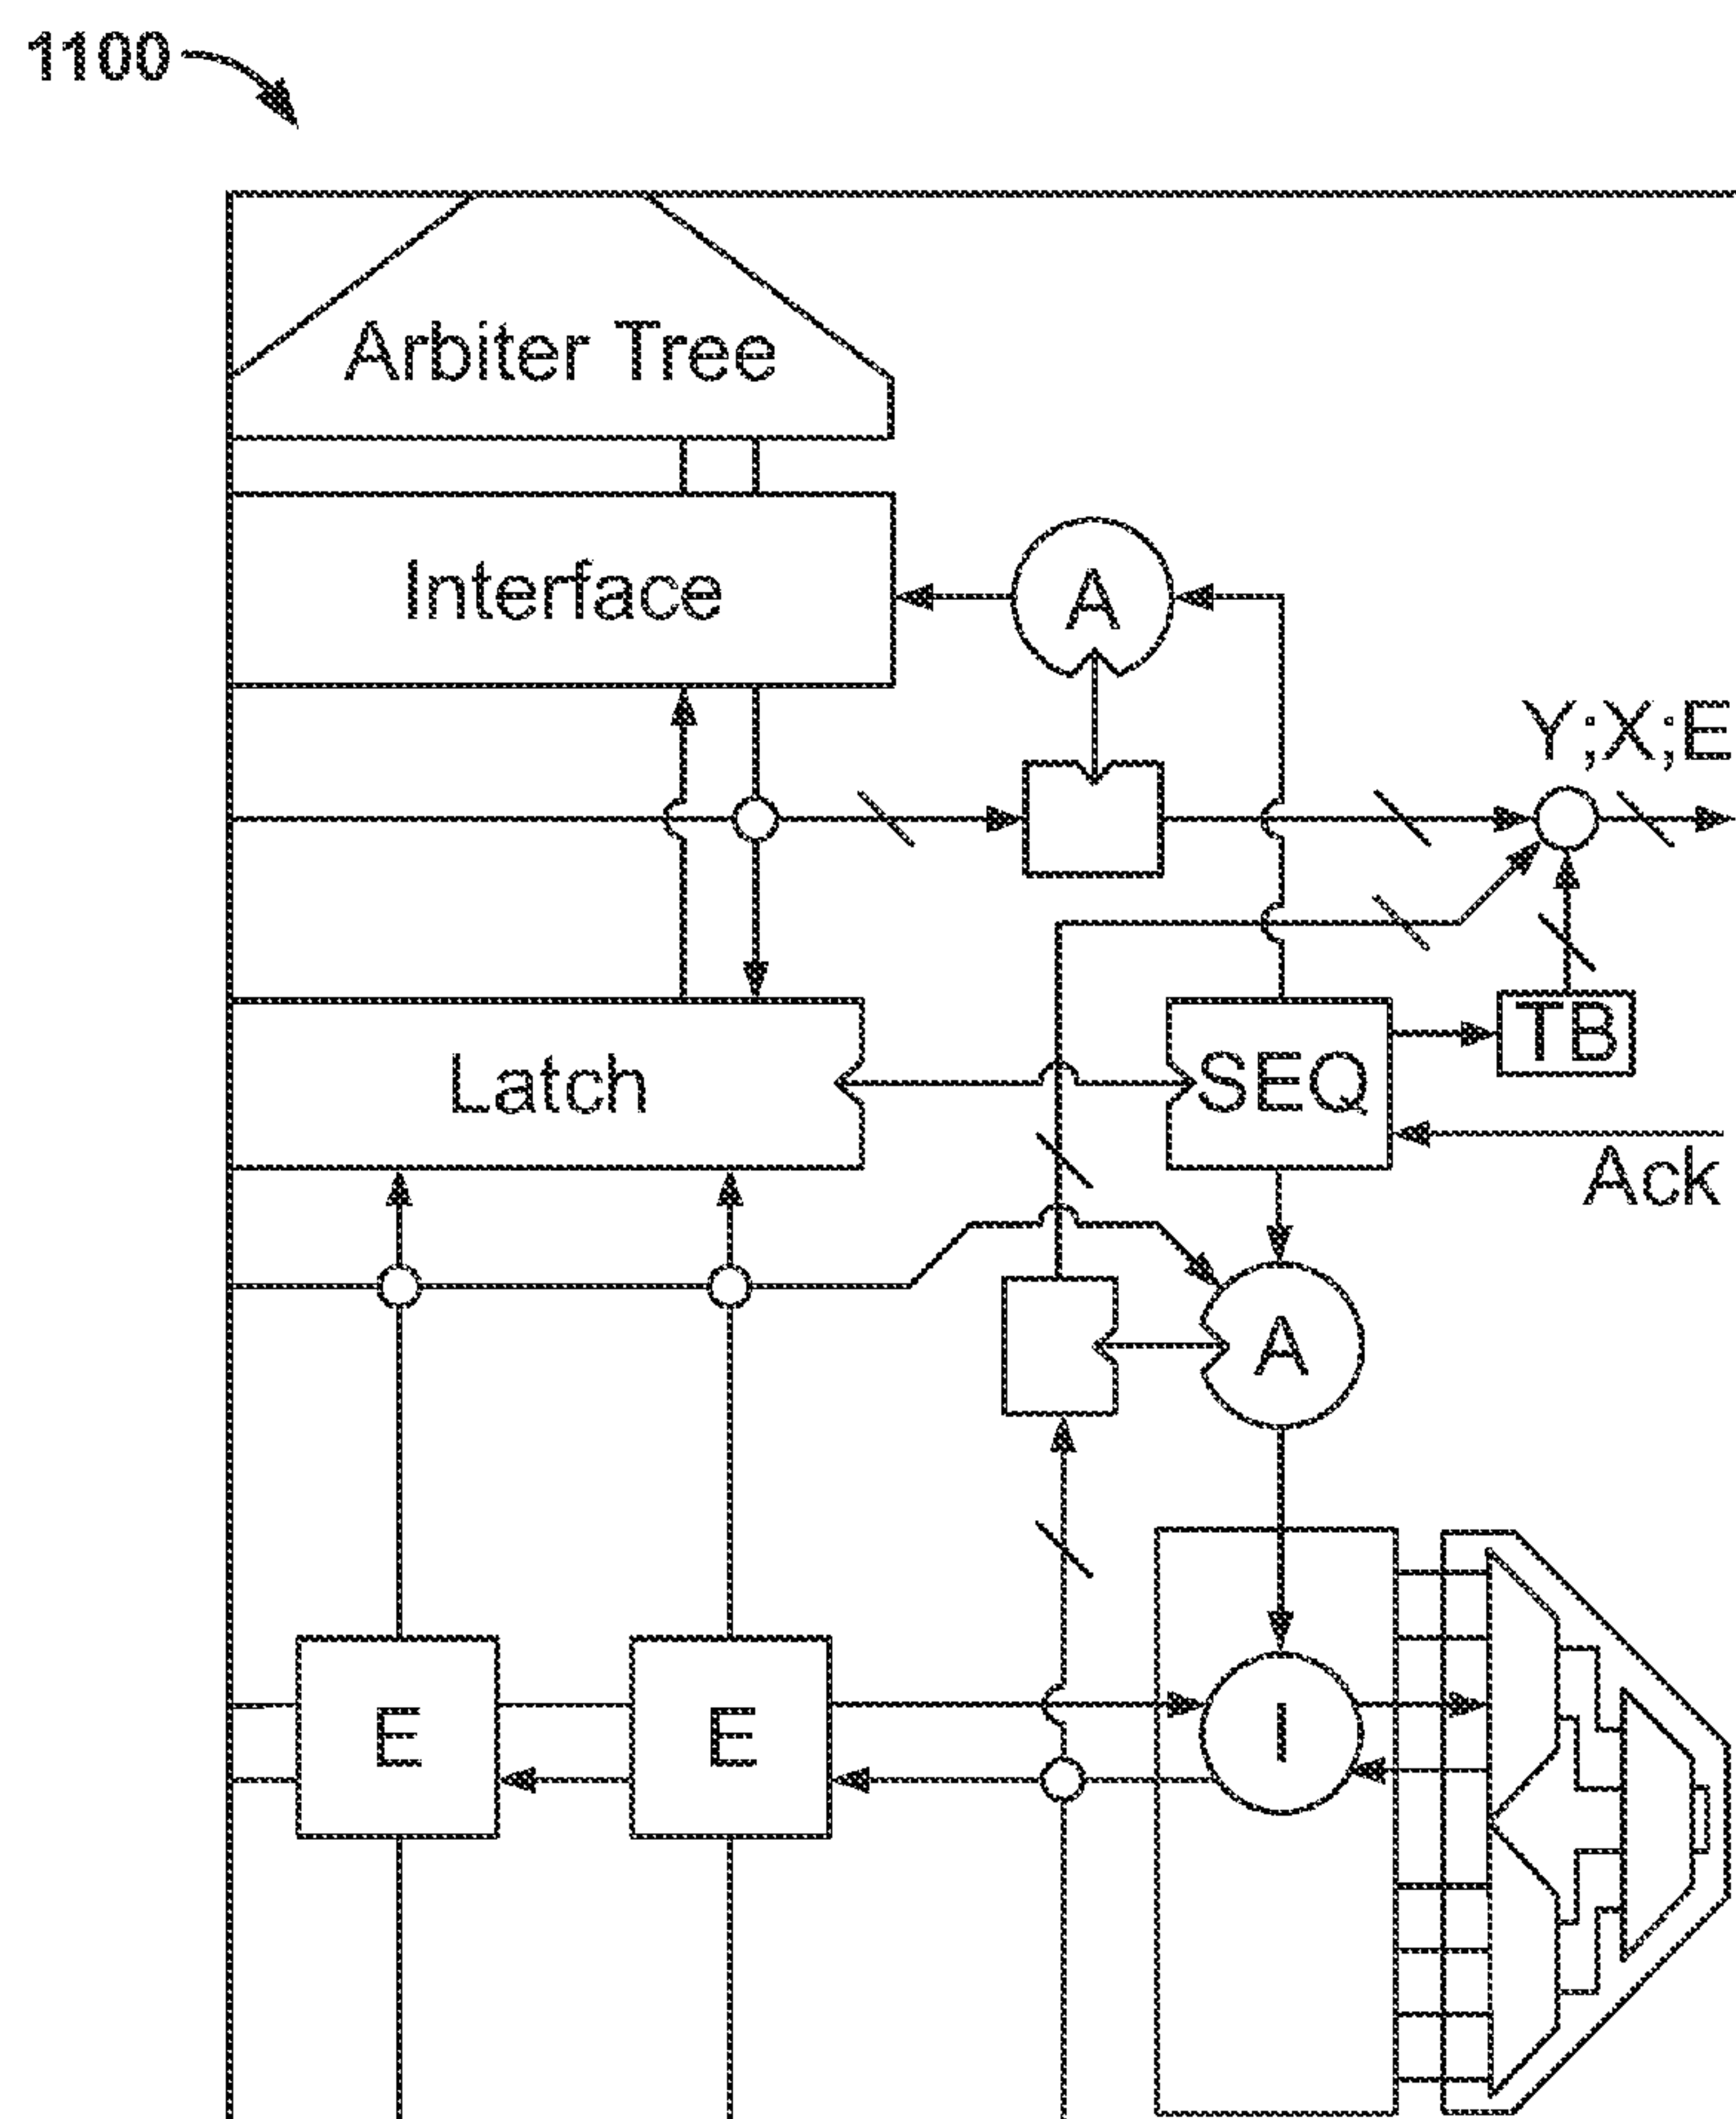 1100
Arbiter Tree
Interface
A
Y;X;E
Latch
SEQ
TB
Ack
A
E
E
I